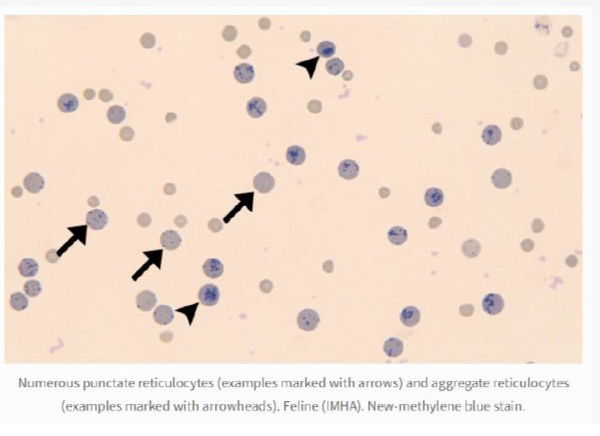 Numerous punctate reticulocytes (examples marked with arrows) and aggregate reticulocytes
(examples marked with arrowheads). Feline (IMHA). New-methylene blue stain.